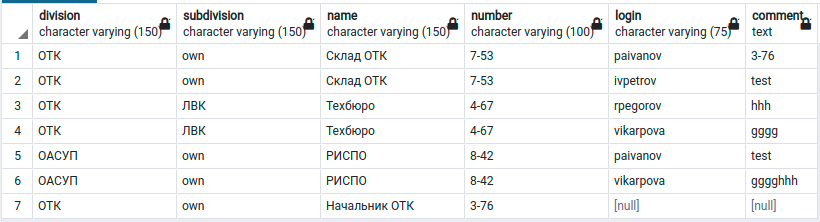 division subdivision name number login comment
character varying (150) character varying (150) character varying (150) character varying (100) character varying (75) text
1 ОТК own Склад ОТК 7-53 paivanov 3-76
2 ОТК own Склад ОТК 7-53 ivpetrov test
3 ОТК ЛВК Техбюро 4-67 rpegorov hhh
4 ОТК ЛВК Техбюро 4-67 vikarpova gggg
5 ОАСУП own РИСПО 8-42 paivanov test
6 ОАСУП own РИСПО 8-42 vikarpova gggghhh
7 ОТК own Начальник ОТК 3-76 [null] [null]